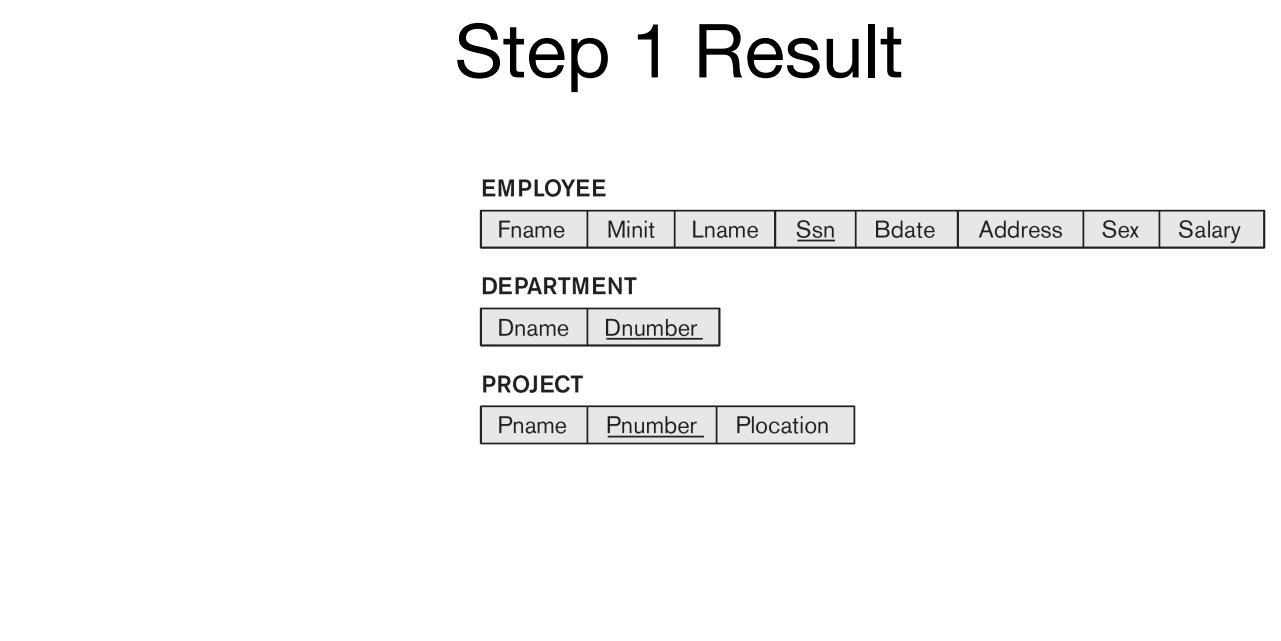 Step 1 Result
EMPLOYEE
Fname Minit Lname Ssn Bdate Address Sex Salary
DEPARTMENT
Dname Dnumber
PROJECT
Pname Pnumber Plocation